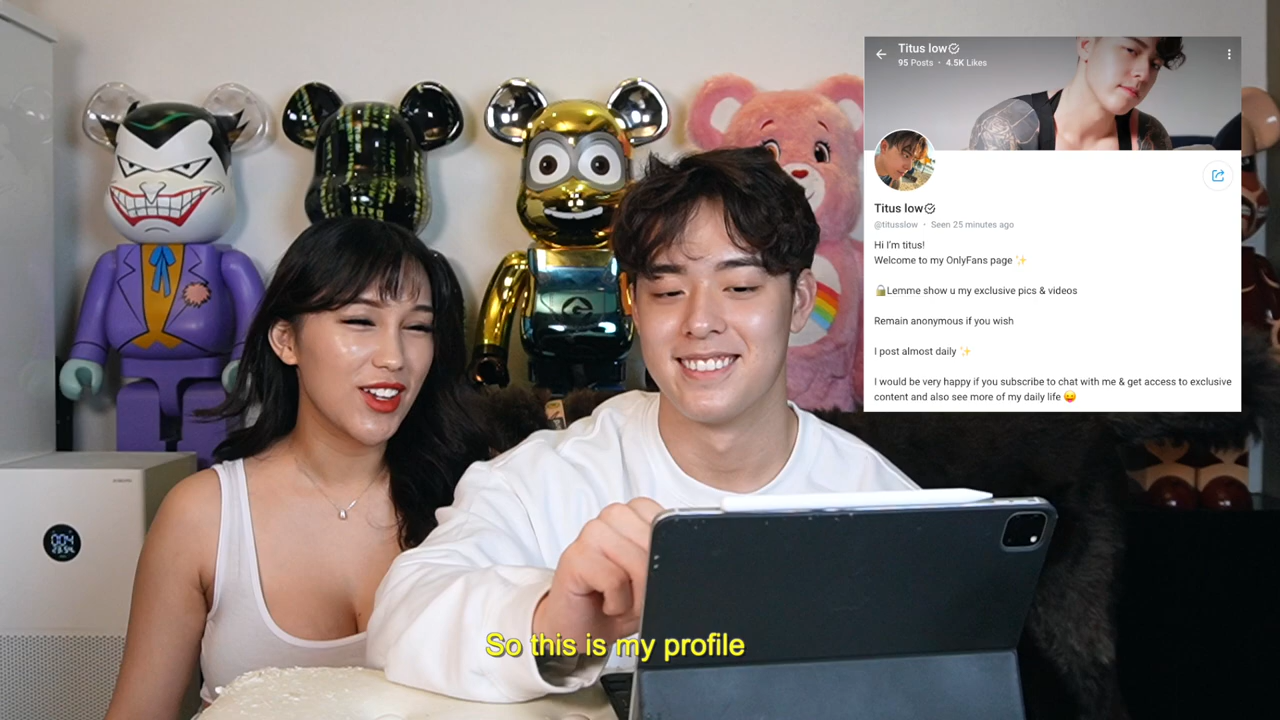 Titus low
95 Posts • 4.5K Likes
Titus low
@titusslow • Seen 25 minutes ago
Hi I'm titus!
Welcome to my OnlyFans page ✨
🔒Lemme show u my exclusive pics & videos
Remain anonymous if you wish
I post almost daily ✨
I would be very happy if you subscribe to chat with me & get access to exclusive
content and also see more of my daily life 😛
004
So this is my profile